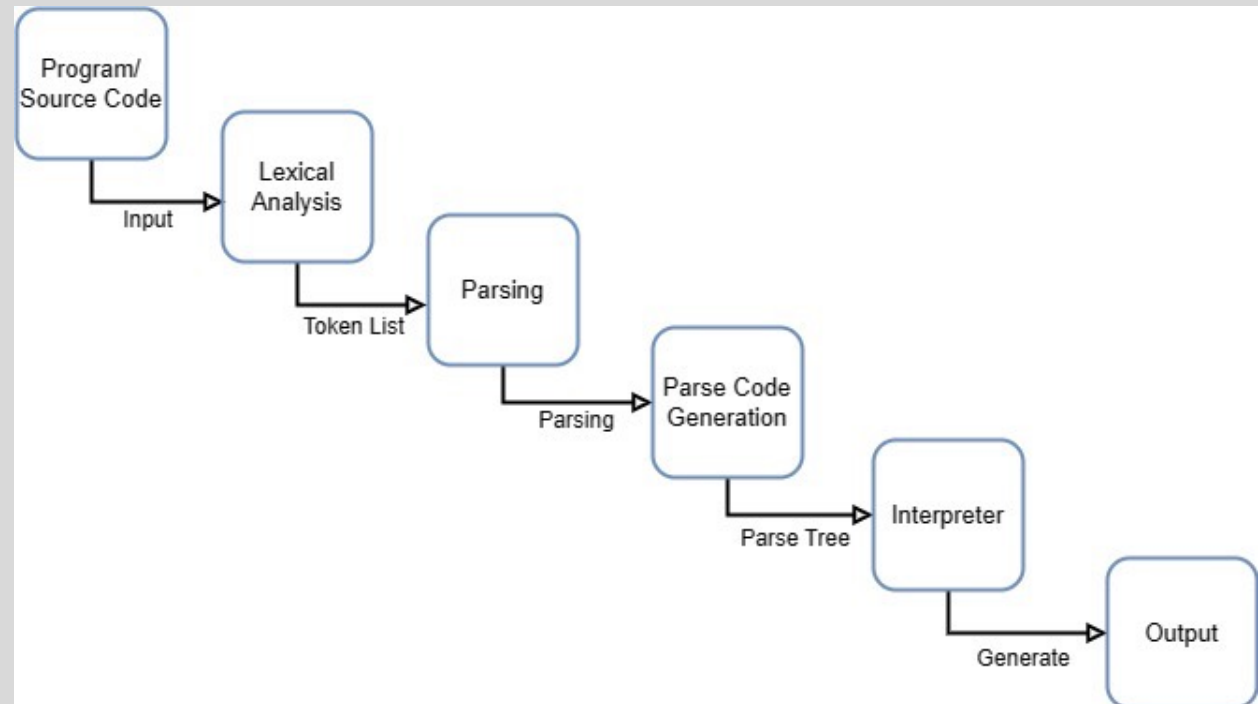 Program/
Source Code
Input
Lexical
Analysis
Token List
Parsing
Parsing
Parse Code
Generation
Parse Tree
Interpreter
Generate
Output